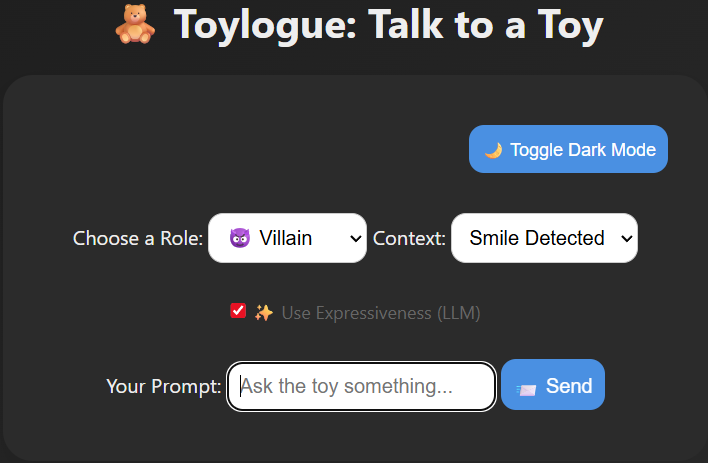 Toylogue: Talk to a Toy
Toggle Dark Mode
Choose a Role: Villain Context: Smile Detected
Use Expressiveness (LLM)
Your Prompt: Ask the toy something... Send